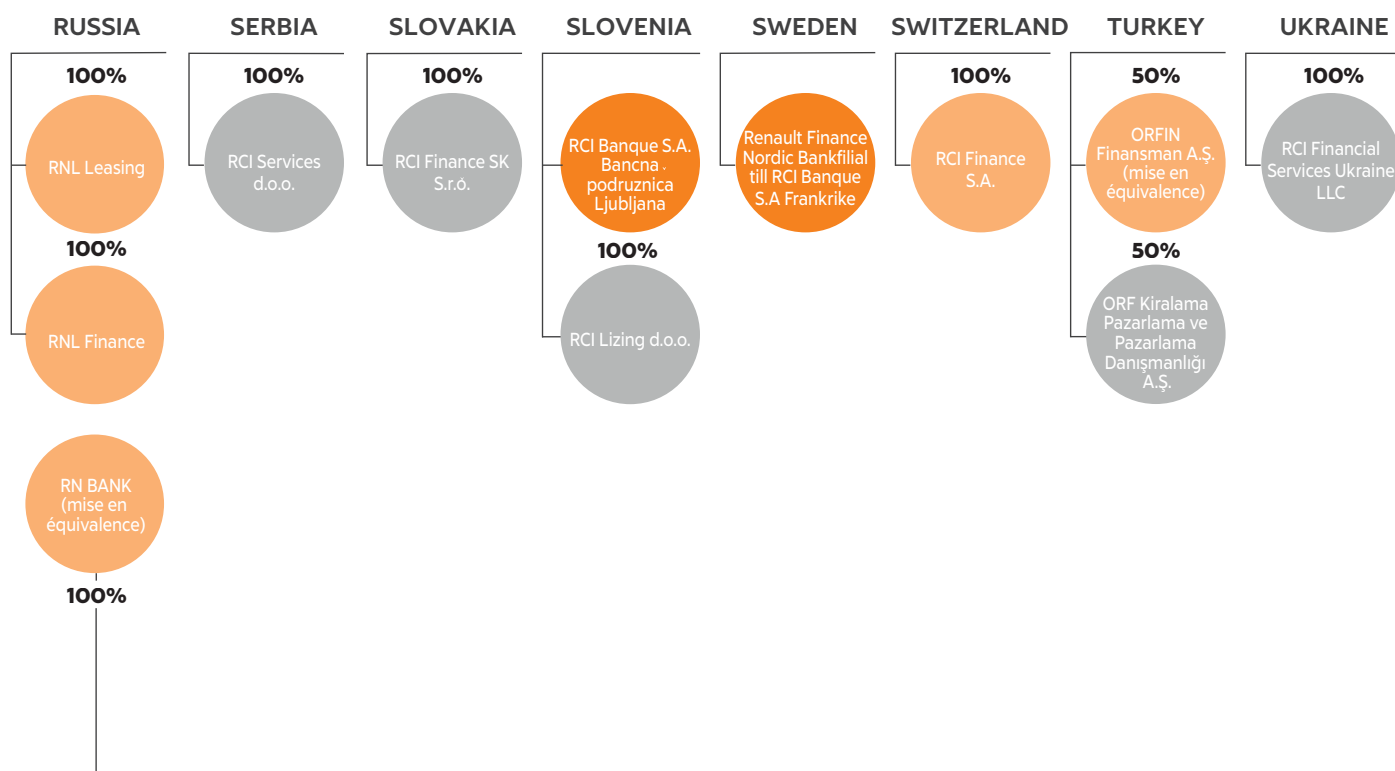 RUSSIA
100%
RNL Leasing
100%
RNL Finance
RN BANK
(mise en
équivalence)
100%
SERBIA
100%
RCI Services
d.o.o.
SLOVAKIA
100%
RCI Finance SK
S.r.ó.
SLOVENIA
RCI Banque S.A.
Bancna
podruznica
Ljubljana
100%
RCI Lizing d.o.o.
SWEDEN
Renault Finance
Nordic Bankfilial
till RCI Banque
S.A Frankrike
SWITZERLAND
100%
RCI Finance
S.A.
TURKEY
50%
ORFIN
Finansman A.Ş.
(mise en
équivalence)
50%
ORF Kiralama
Pazarlama ve
Pazarlama
Danışmanlığı
A.Ş.
UKRAINE
100%
RCI Financial
Services Ukraine
LLC